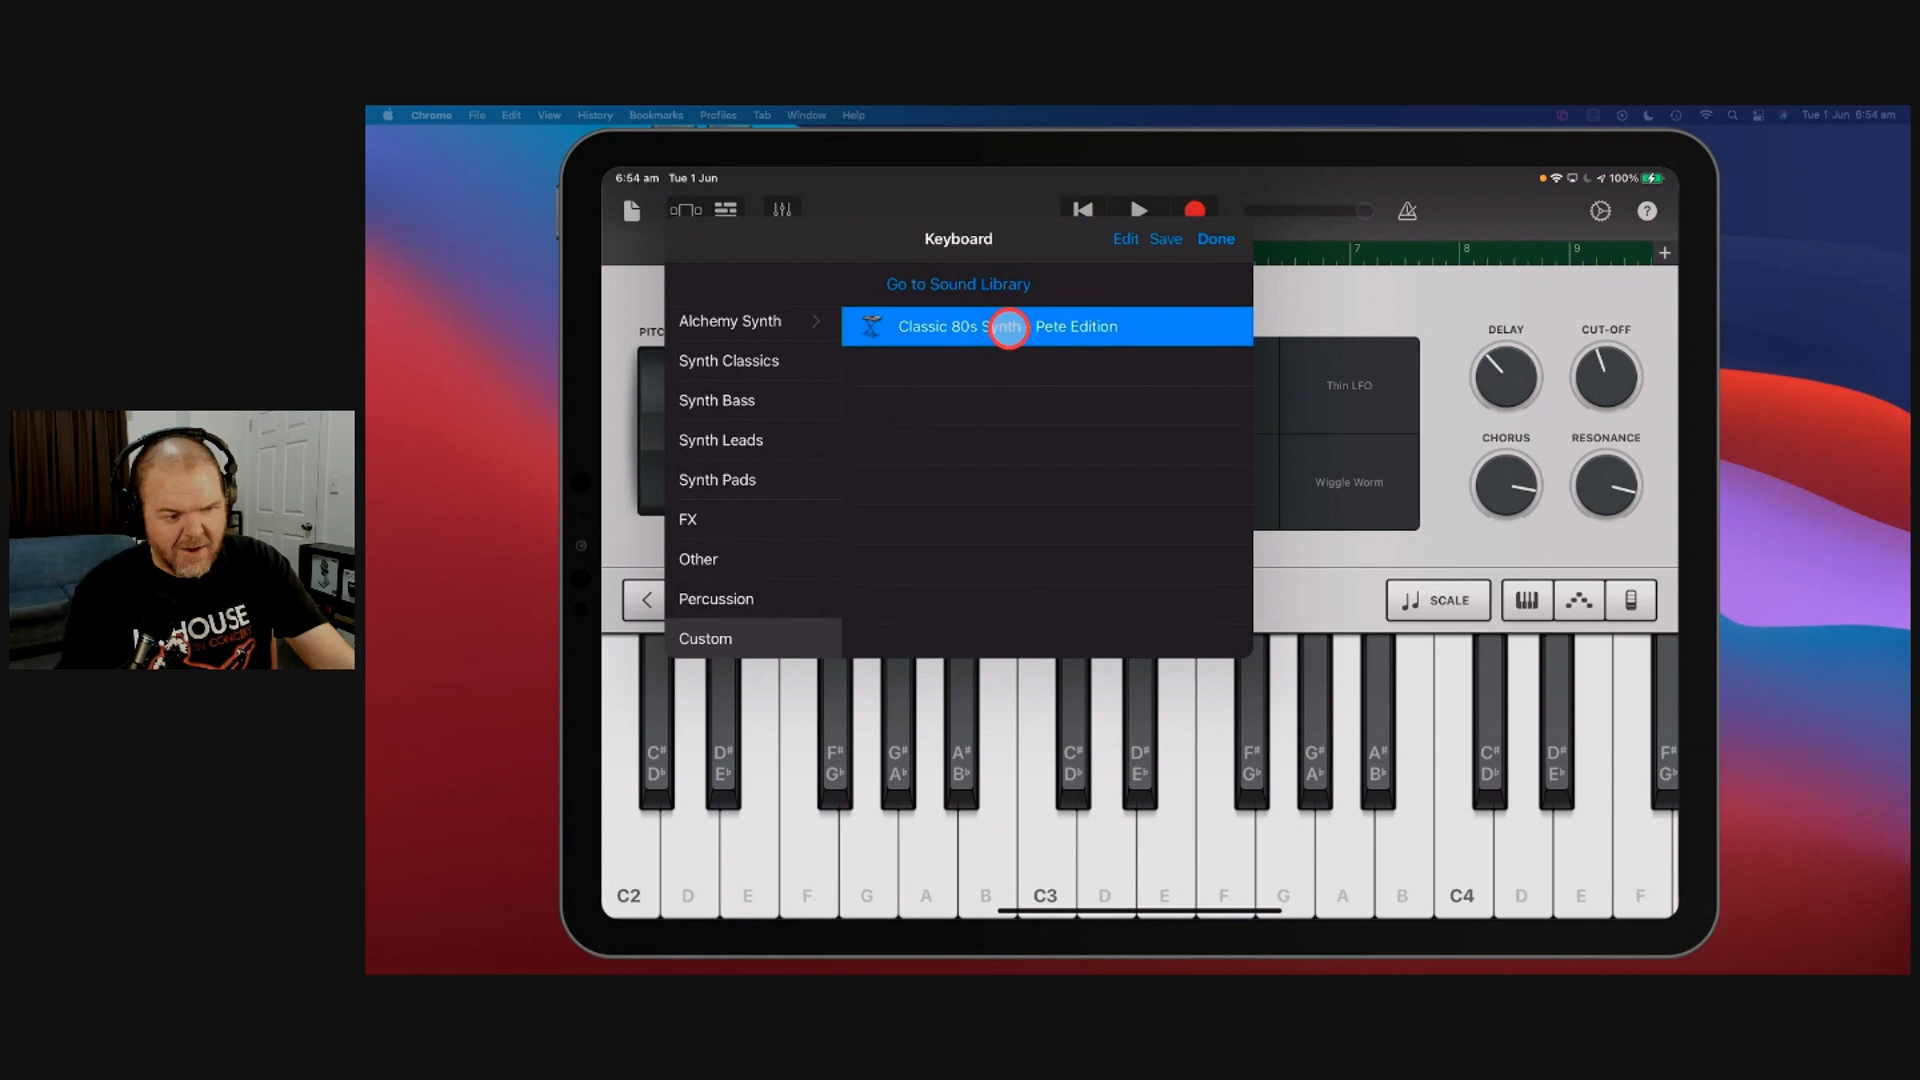 Chrome File Edit View History Bookmarks Profiles Tab Window Help
Tue 1 Jun 6:54 am
6:54 am Tue 1 Jun
100%
Keyboard
Edit Save Done
7 8 9
Go to Sound Library
Alchemy Synth
Synth Classics
Synth Bass
Synth Leads
Synth Pads
FX
Other
Percussion
Custom
Classic 80s Synth Pete Edition
PITC
Thin LFO
Wiggle Worm
DELAY CUT-OFF
CHORUS RESONANCE
SCALE
HOUSE
IN CONCERT
C# D# F# G# A# C# D# F# G# A# C# D# F#
D♭ E♭ G♭ A♭ B♭ D♭ E♭ G♭ A♭ B♭ D♭ E♭ G♭
C2 D E F G A B C3 D E F G A B C4 D E F